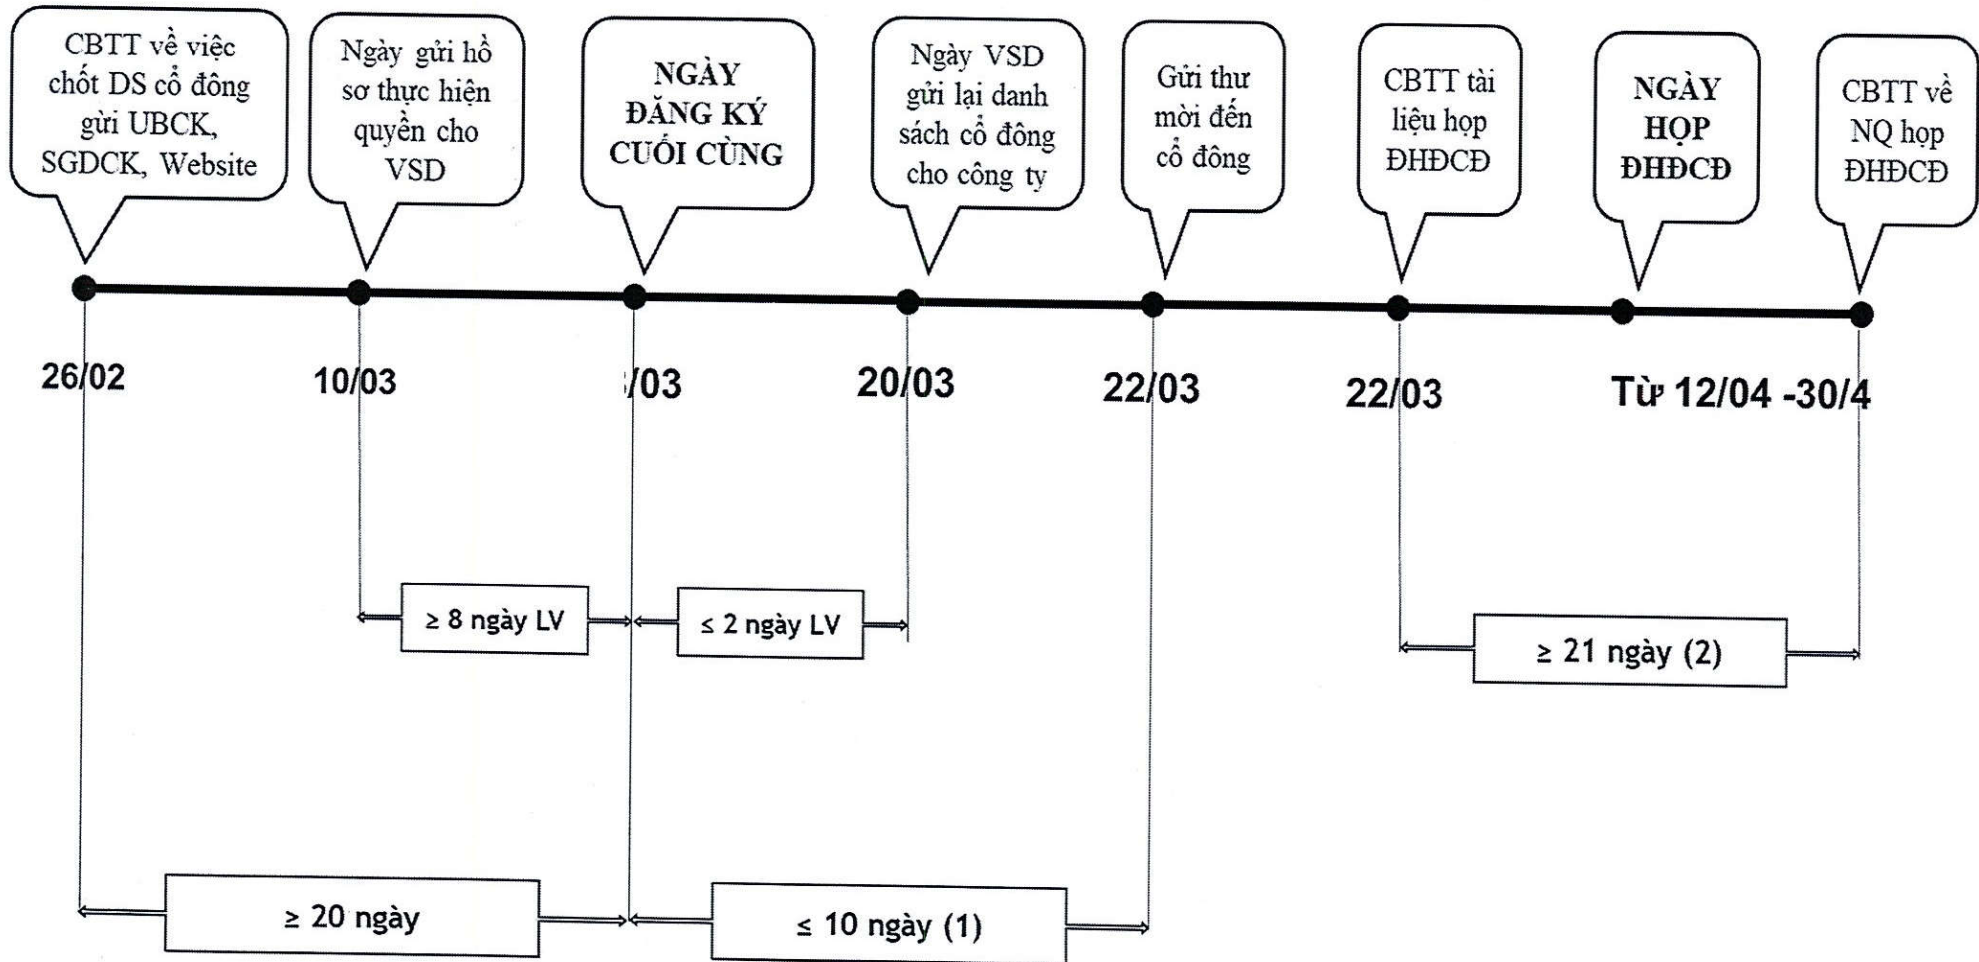 CBTT về việc
chốt DS cổ đông
gửi UBCK,
SGDCK, Website
Ngày gửi hồ
sơ thực hiện
quyền cho
VSD
NGÀY
ĐĂNG KÝ
CUỐI CÙNG
Ngày VSD
gửi lại danh
sách cổ đông
cho công ty
Gửi thư
mời đến
cổ đông
CBTT tài
liệu họp
ĐHĐCĐ
NGÀY
HỌP
ĐHĐCĐ
CBTT về
NQ họp
ĐHĐCĐ
26/02
10/03
/03
20/03
22/03
22/03
Từ 12/04 -30/4
≥ 8 ngày LV
≤ 2 ngày LV
≥ 21 ngày (2)
≥ 20 ngày
≤ 10 ngày (1)